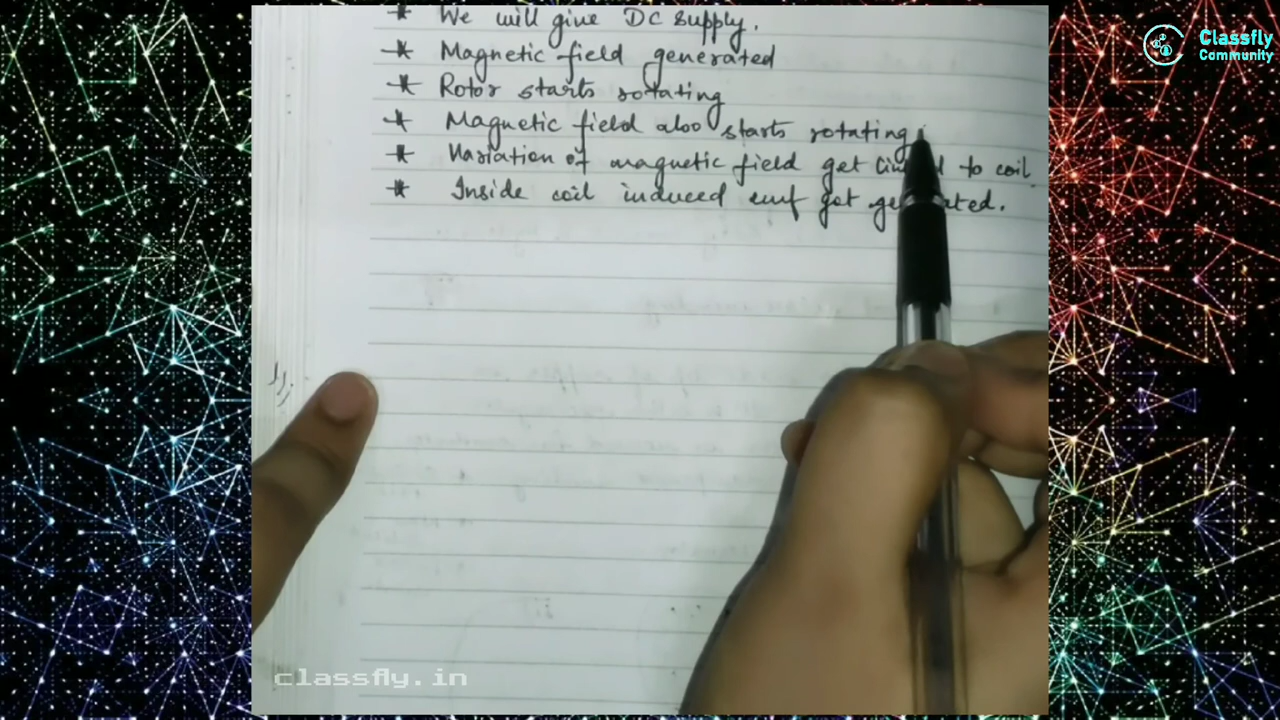 * We will give DC supply.
* Magnetic field generated
* Rotor starts rotating
* Magnetic field also starts rotating
* Variation of magnetic field get to coil
* Inside coil induced emf get.
Classfly
Community
classfly.in